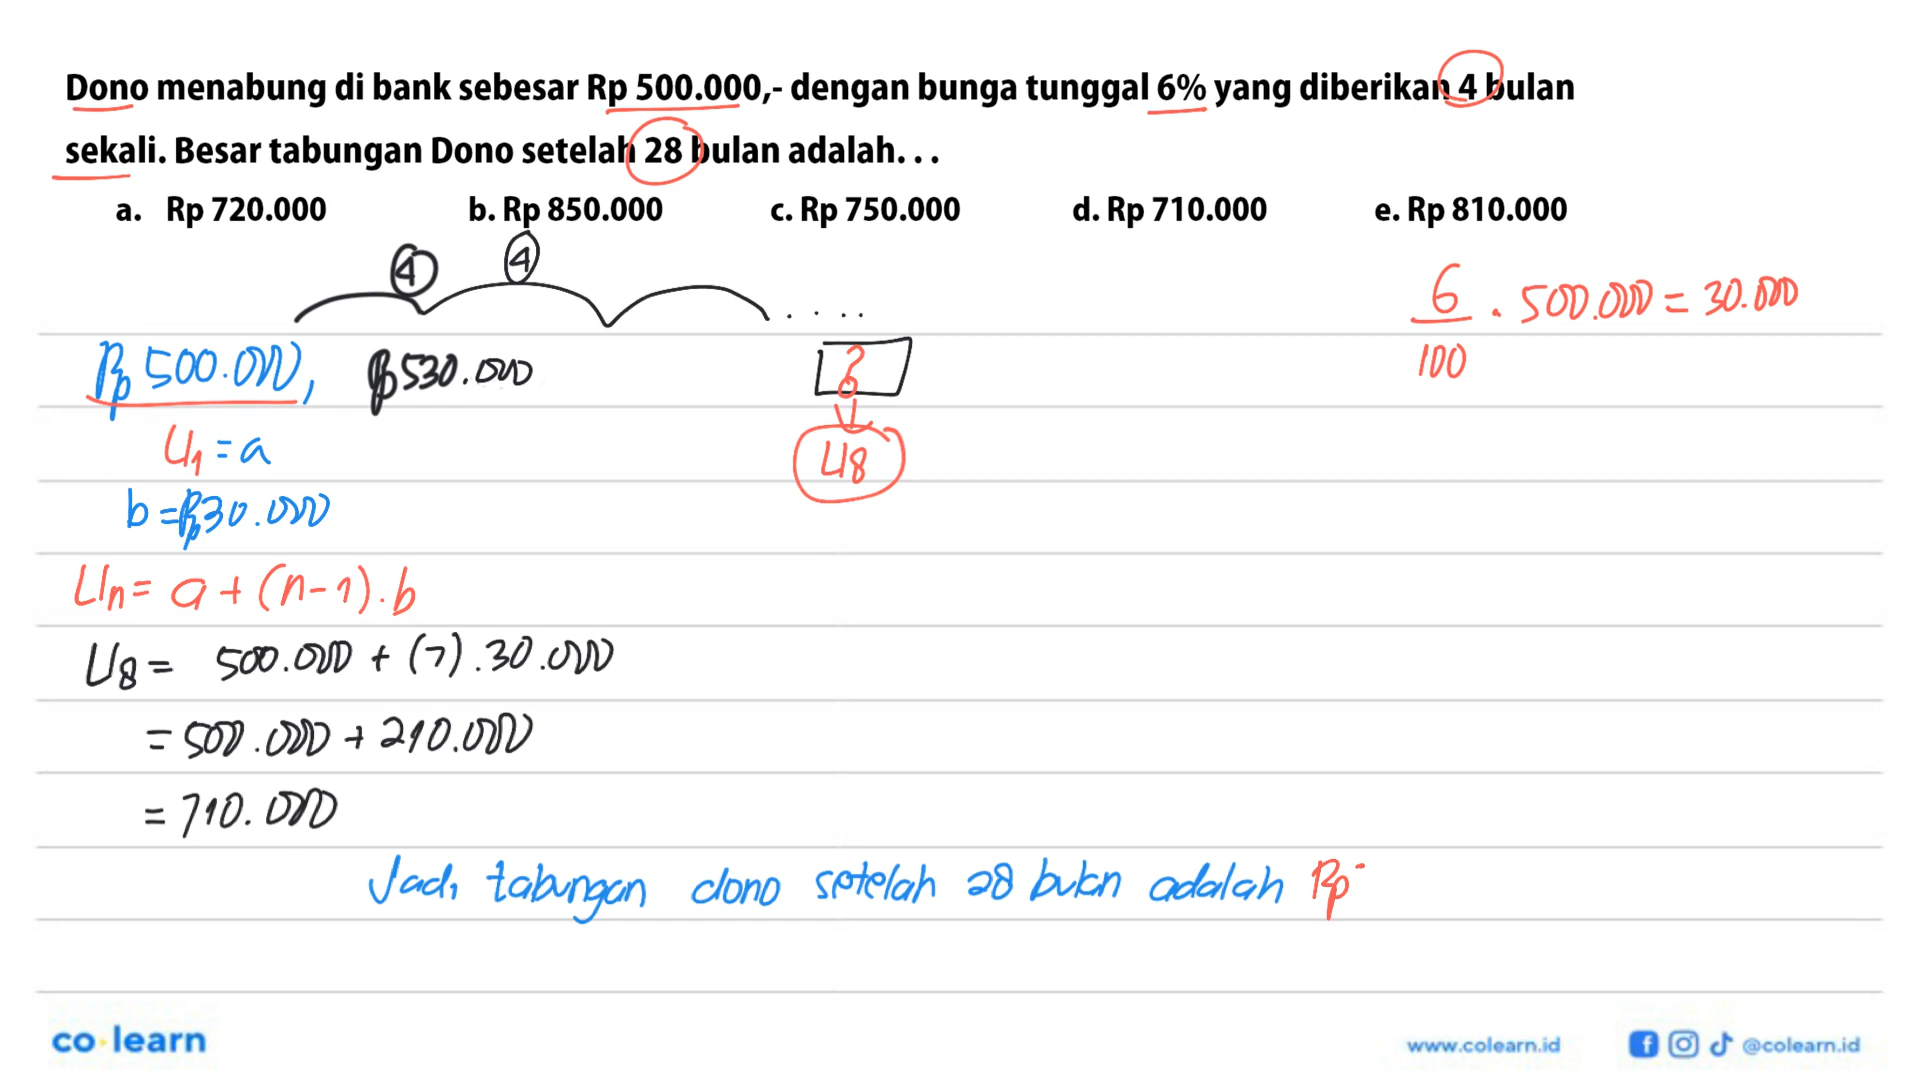 Dono menabung di bank sebesar Rp 500.000,- dengan bunga tunggal 6% yang diberikan 4 bulan
sekali. Besar tabungan Dono setelah 28 bulan adalah. . .
a. Rp 720.000 b. Rp 850.000 c. Rp 750.000 d. Rp 710.000 e. Rp 810.000
4 4
6/100 . 500.000 = 30.000
Rp 500.000, Rp 530.000 ?
U1 = a U8
b = Rp 30.000
Un = a + (n-1).b
U8 = 500.000 + (7).30.000
= 500.000 + 210.000
= 710.000
Jadi tabungan dono setelah 28 bulan adalah Rp
co learn www.colearn.id @colearn.id